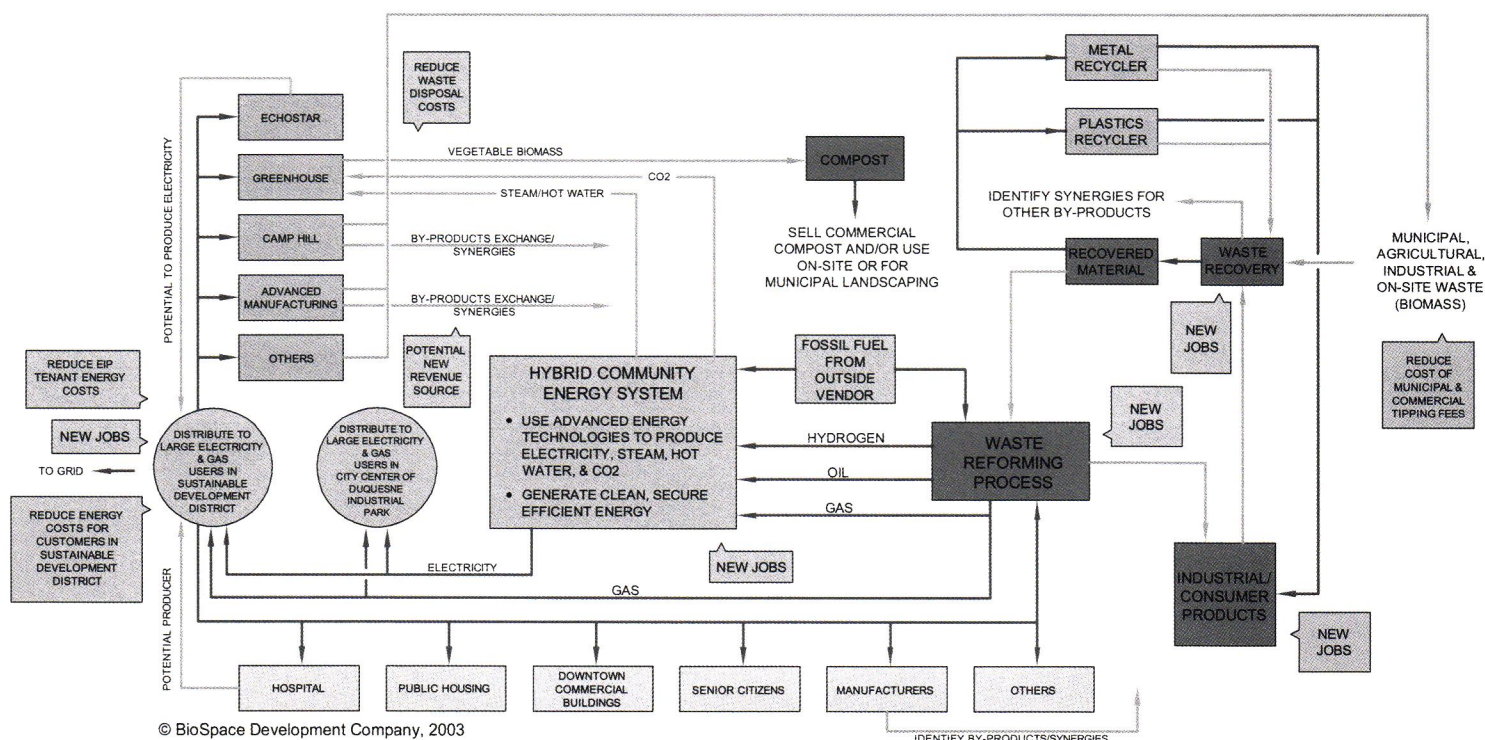 METAL
RECYCLER
REDUCE
WASTE
DISPOSAL
COSTS
ECHOSTAR
PLASTICS
RECYCLER
POTENTIAL TO PRODUCE ELECTRICITY
VEGETABLE BIOMASS
COMPOST
GREENHOUSE
CO2
STEAM/HOT WATER
IDENTIFY SYNERGIES FOR
OTHER BY-PRODUCTS
CAMP HILL
BY-PRODUCTS EXCHANGE/
SYNERGIES
SELL COMMERCIAL
COMPOST AND/OR USE
ON-SITE OR FOR
MUNICIPAL LANDSCAPING
RECOVERED
MATERIAL
WASTE
RECOVERY
MUNICIPAL,
AGRICULTURAL,
INDUSTRIAL &
ON-SITE WASTE
(BIOMASS)
ADVANCED
MANUFACTURING
BY-PRODUCTS EXCHANGE/
SYNERGIES
NEW
JOBS
OTHERS
POTENTIAL
NEW
REVENUE
SOURCE
FOSSIL FUEL
FROM
OUTSIDE
VENDOR
REDUCE
COST OF
MUNICIPAL &
COMMERCIAL
TIPPING FEES
REDUCE EIP
TENANT ENERGY
COSTS
HYBRID COMMUNITY
ENERGY SYSTEM
• USE ADVANCED ENERGY
TECHNOLOGIES TO PRODUCE
ELECTRICITY, STEAM, HOT
WATER, & CO2
• GENERATE CLEAN, SECURE
EFFICIENT ENERGY
NEW
JOBS
NEW JOBS
DISTRIBUTE TO
LARGE ELECTRICITY
& GAS
USERS IN
SUSTAINABLE
DEVELOPMENT
DISTRICT
DISTRIBUTE TO
LARGE ELECTRICITY
& GAS
USERS IN
CITY CENTER OF
DUQUESNE
INDUSTRIAL
PARK
HYDROGEN
WASTE
REFORMING
PROCESS
TO GRID
OIL
GAS
REDUCE ENERGY
COSTS FOR
CUSTOMERS IN
SUSTAINABLE
DEVELOPMENT
DISTRICT
ELECTRICITY
NEW JOBS
GAS
INDUSTRIAL/
CONSUMER
PRODUCTS
POTENTIAL PRODUCER
NEW
JOBS
HOSPITAL
PUBLIC HOUSING
DOWNTOWN
COMMERCIAL
BUILDINGS
SENIOR CITIZENS
MANUFACTURERS
OTHERS
© BioSpace Development Company, 2003
IDENTIFY BY-PRODUCTS/SYNERGIES